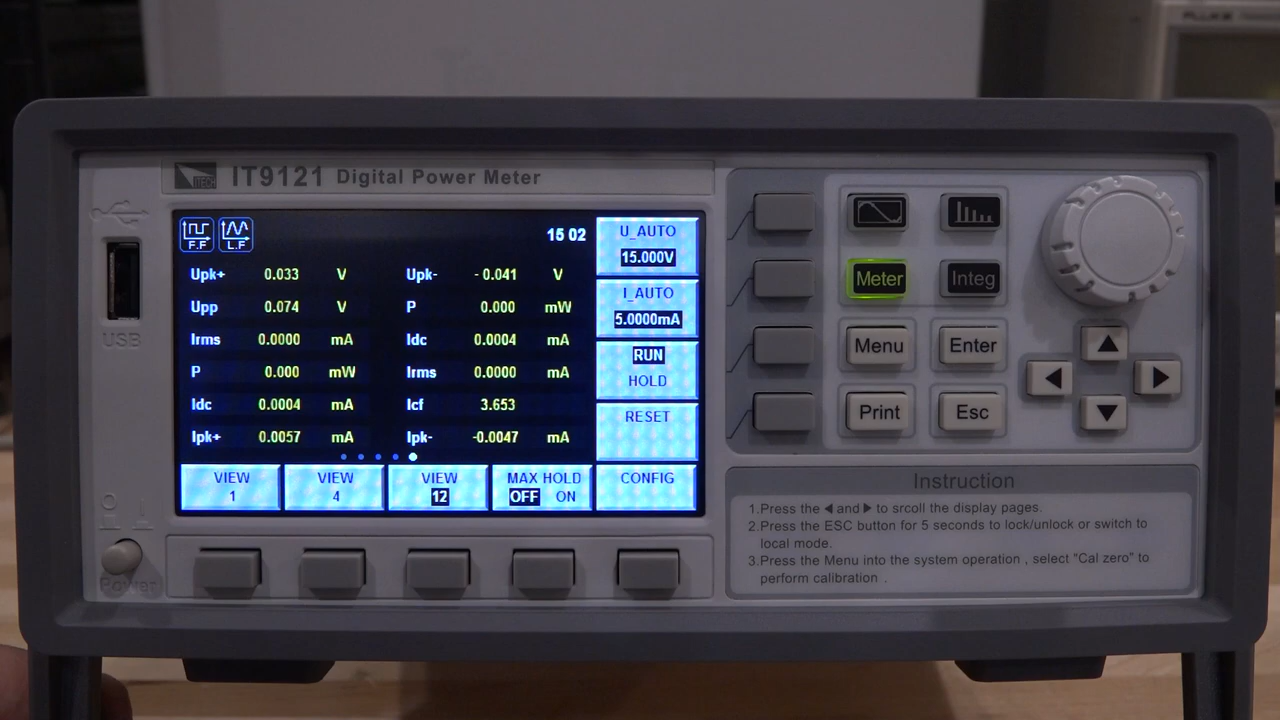 FLUKE
ITECH
IT9121 Digital Power Meter
F.F
L.F
15 02
Upk+ 0.033 V Upk- - 0.041 V
Upp 0.074 V P 0.000 mW
Irms 0.0000 mA Idc 0.0004 mA
P 0.000 mW Irms 0.0000 mA
Idc 0.0004 mA Icf 3.653
Ipk+ 0.0057 mA Ipk- -0.0047 mA
U_AUTO
15.000V
I_AUTO
5.0000mA
RUN
HOLD
RESET
VIEW
1
VIEW
4
VIEW
12
MAX HOLD
OFF ON
CONFIG
USB
Power
Meter
Integ
Menu
Enter
Print
Esc
Instruction
1.Press the ◀ and ▶ to srcoll the display pages.
2.Press the ESC button for 5 seconds to lock/unlock or switch to
local mode.
3.Press the Menu into the system operation , select "Cal zero" to
perform calibration .